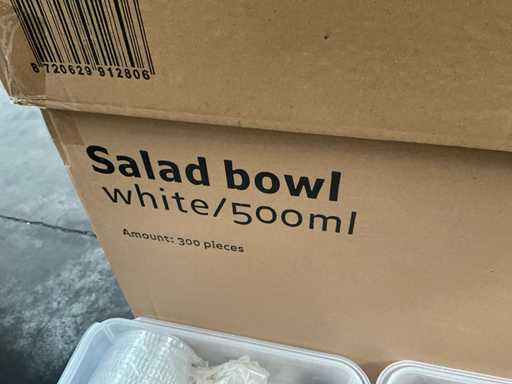 8 720629 912806
Salad bowl
white/500ml
Amount: 300 pieces